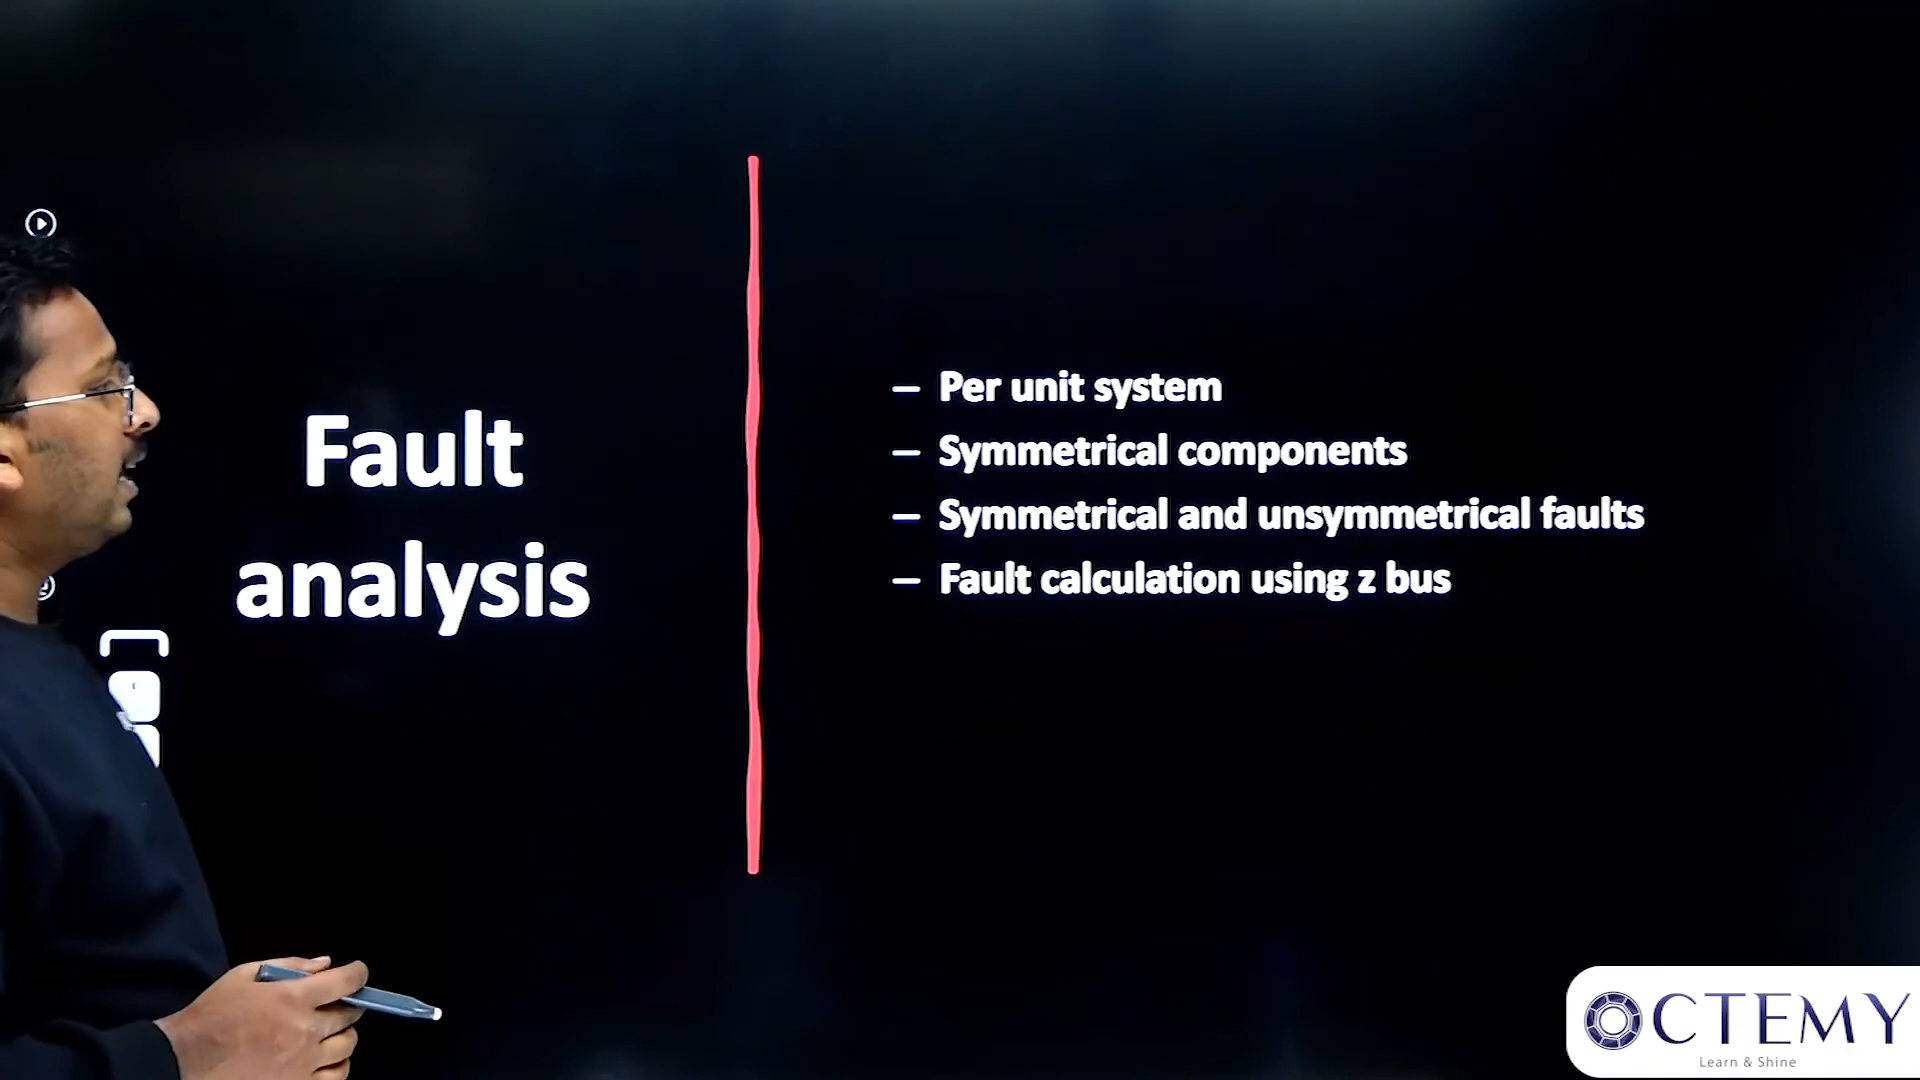 Fault
analysis
– Per unit system
– Symmetrical components
– Symmetrical and unsymmetrical faults
– Fault calculation using z bus
OCTEMY
Learn & Shine